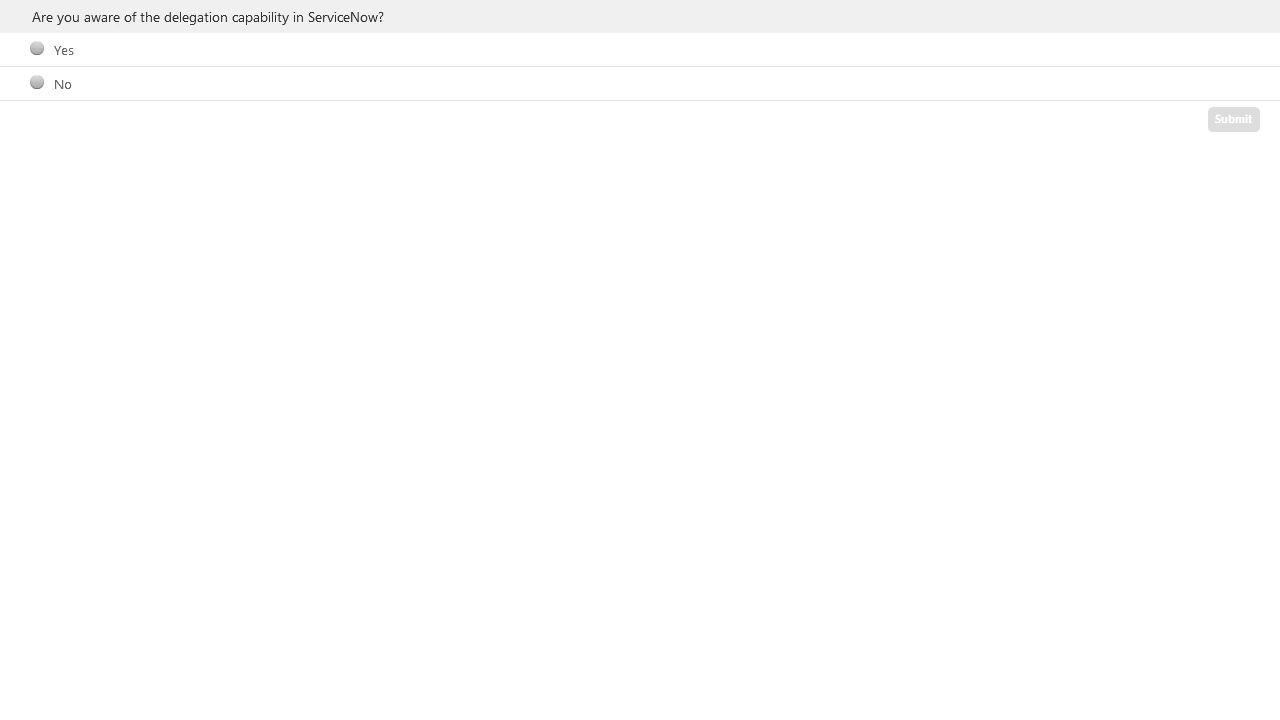 Are you aware of the delegation capability in ServiceNow?
Yes
No
Submit